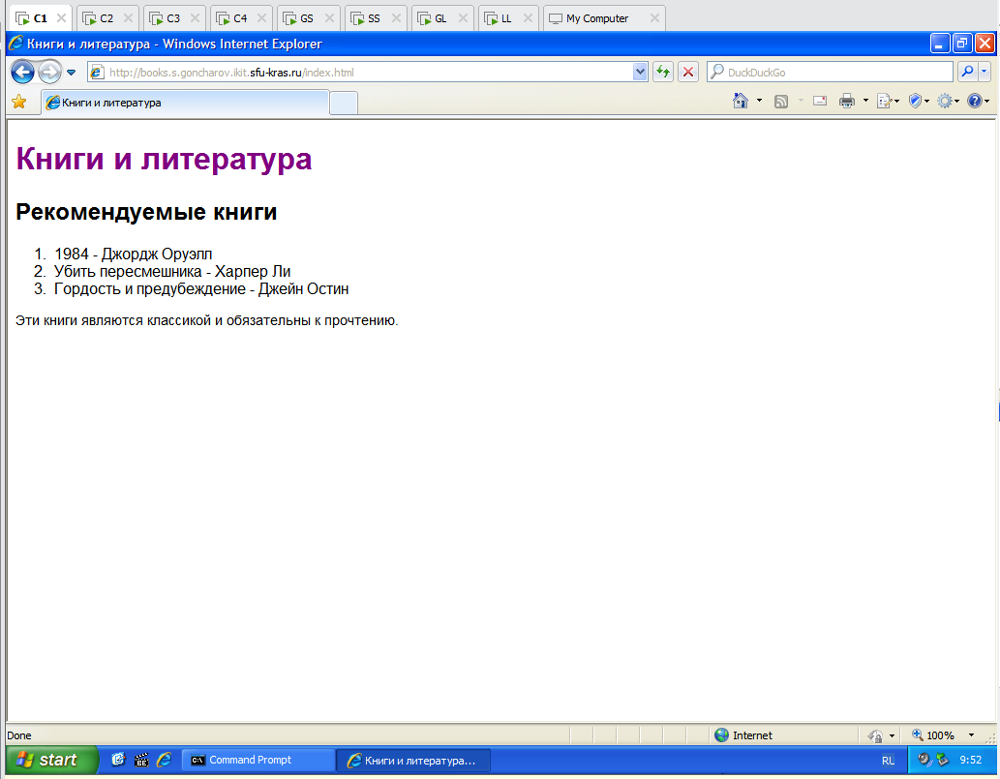 C1 C2 C3 C4 GS SS GL LL My Computer
Книги и литература - Windows Internet Explorer
http://books.s.goncharov.ikit.sfu-kras.ru/index.html DuckDuckGo
Книги и литература
Книги и литература
Рекомендуемые книги
1. 1984 - Джордж Оруэлл
2. Убить пересмешника - Харпер Ли
3. Гордость и предубеждение - Джейн Остин
Эти книги являются классикой и обязательны к прочтению.
Done Internet 100%
start Command Prompt Книги и литература... RU 9:52